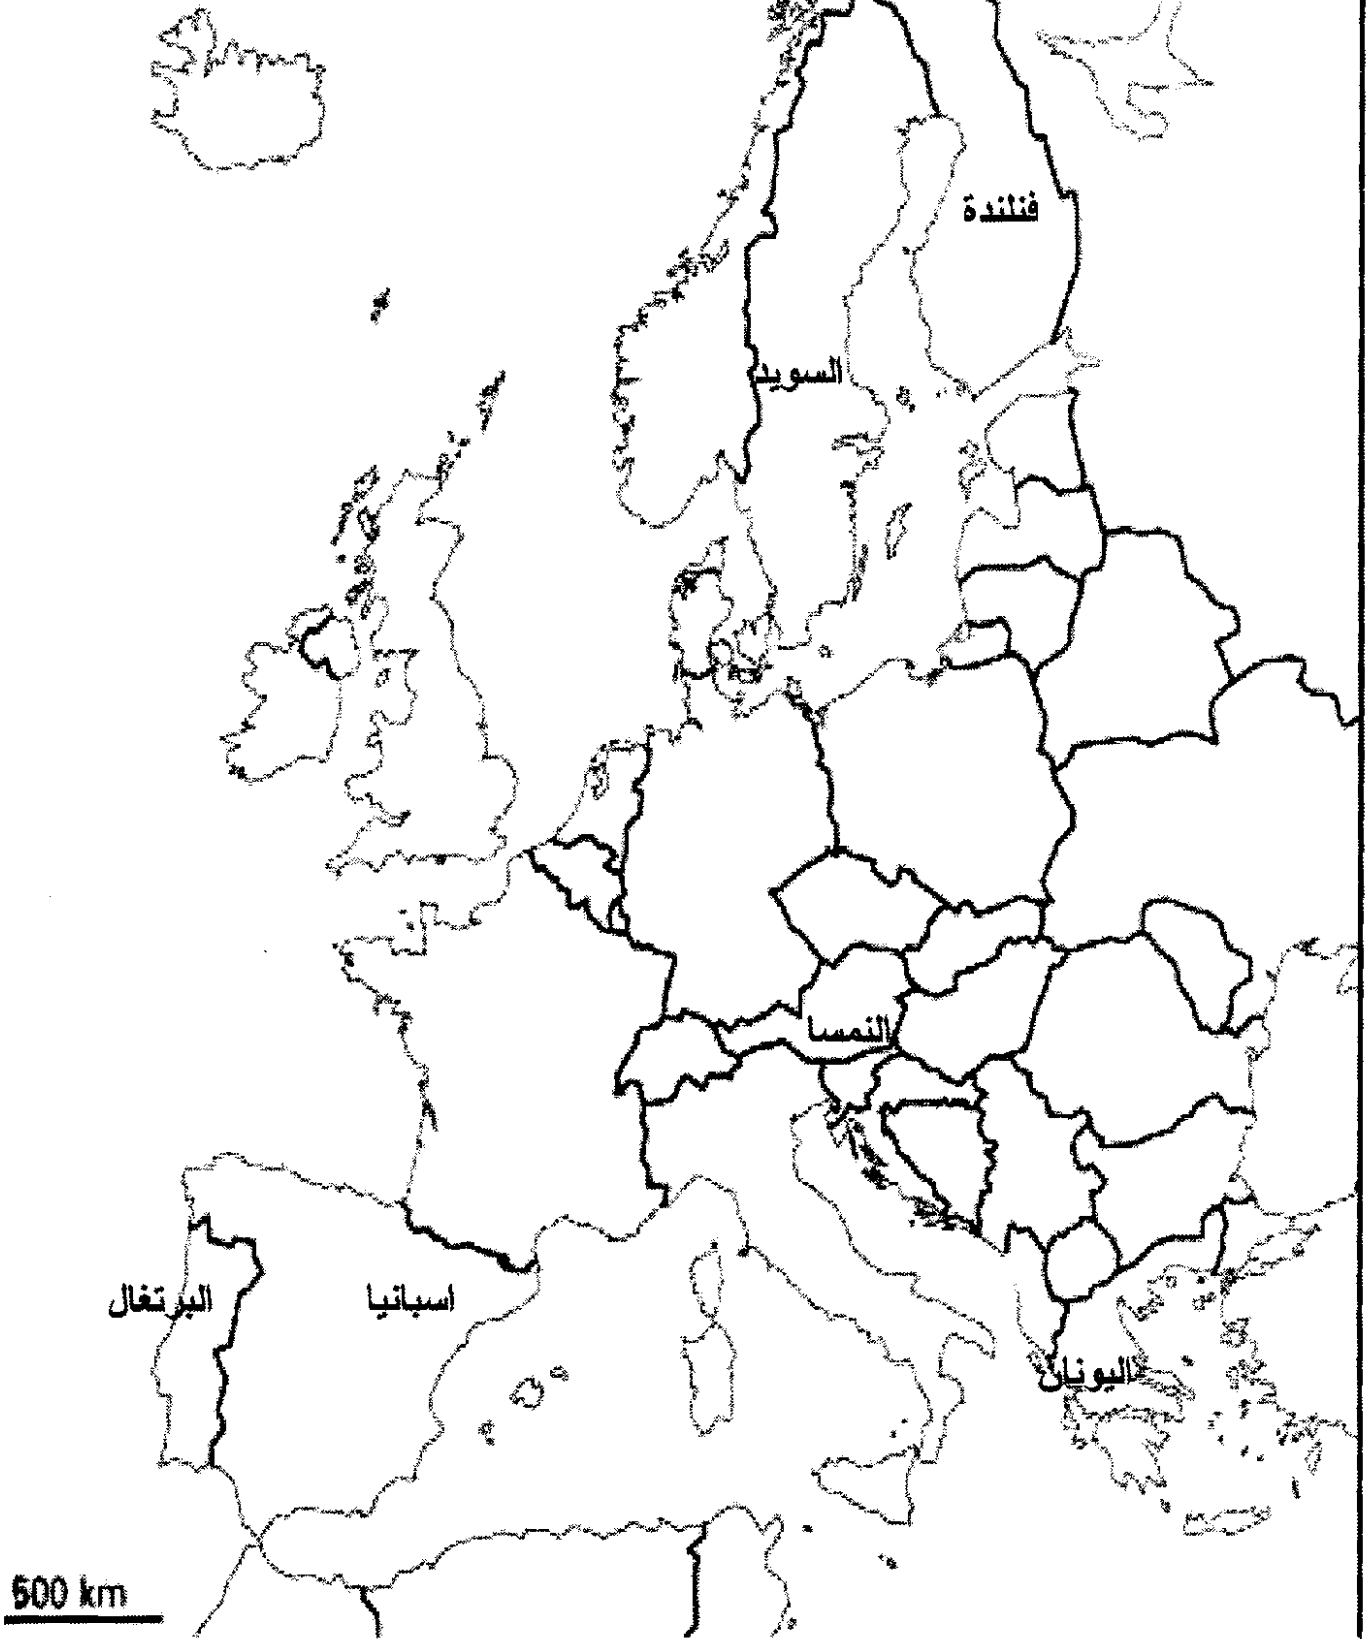 فنلندة
السويد
النمسا
البرتغال
اسبانيا
اليونان
500 km